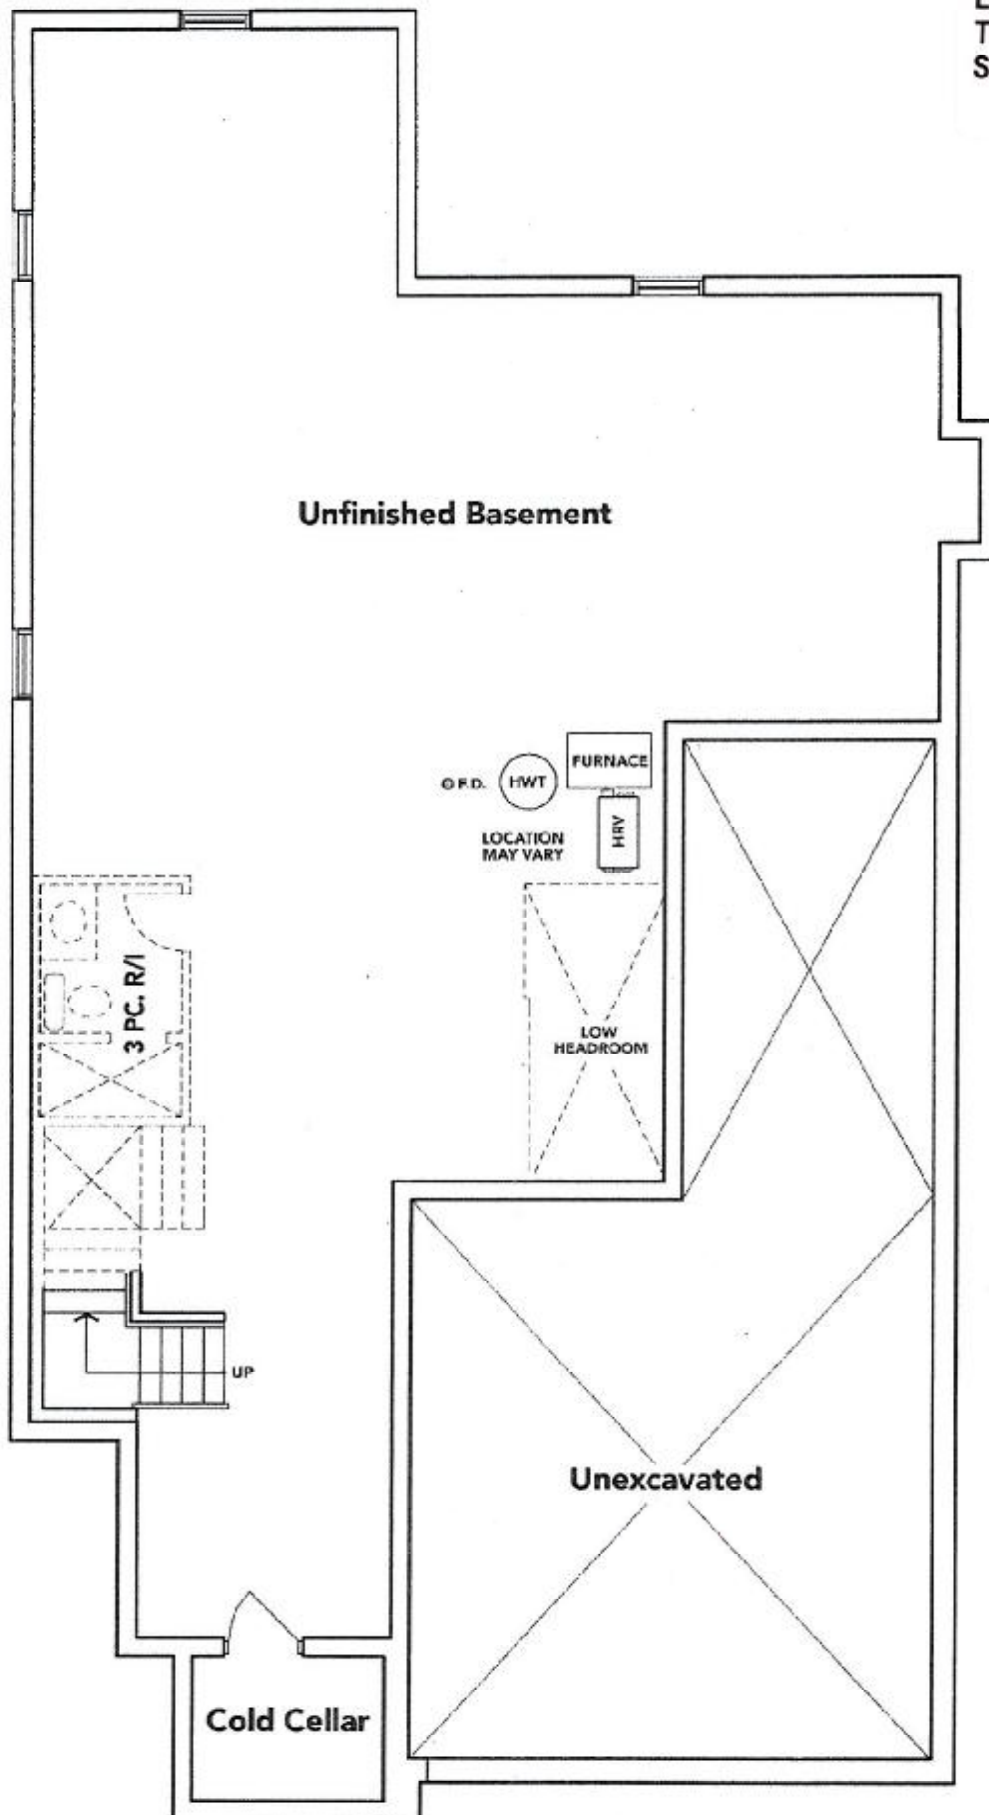 T
S
Unfinished Basement
FURNACE
F.D.
HWT
HRV
LOCATION
MAY VARY
3 PC. R/I
LOW
HEADROOM
UP
Unexcavated
Cold Cellar